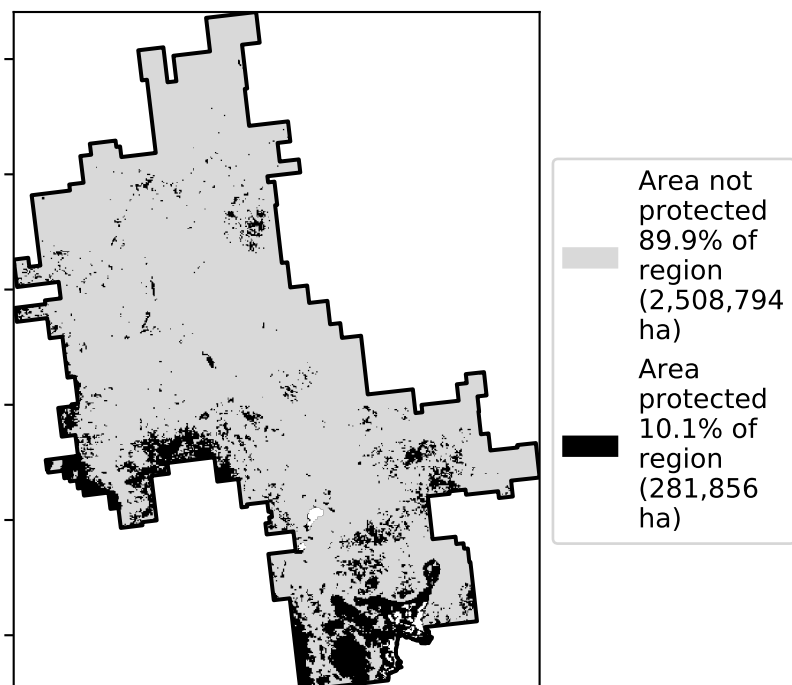 Area not
protected
89.9% of
region
(2,508,794
ha)
Area
protected
10.1% of
region
(281,856
ha)